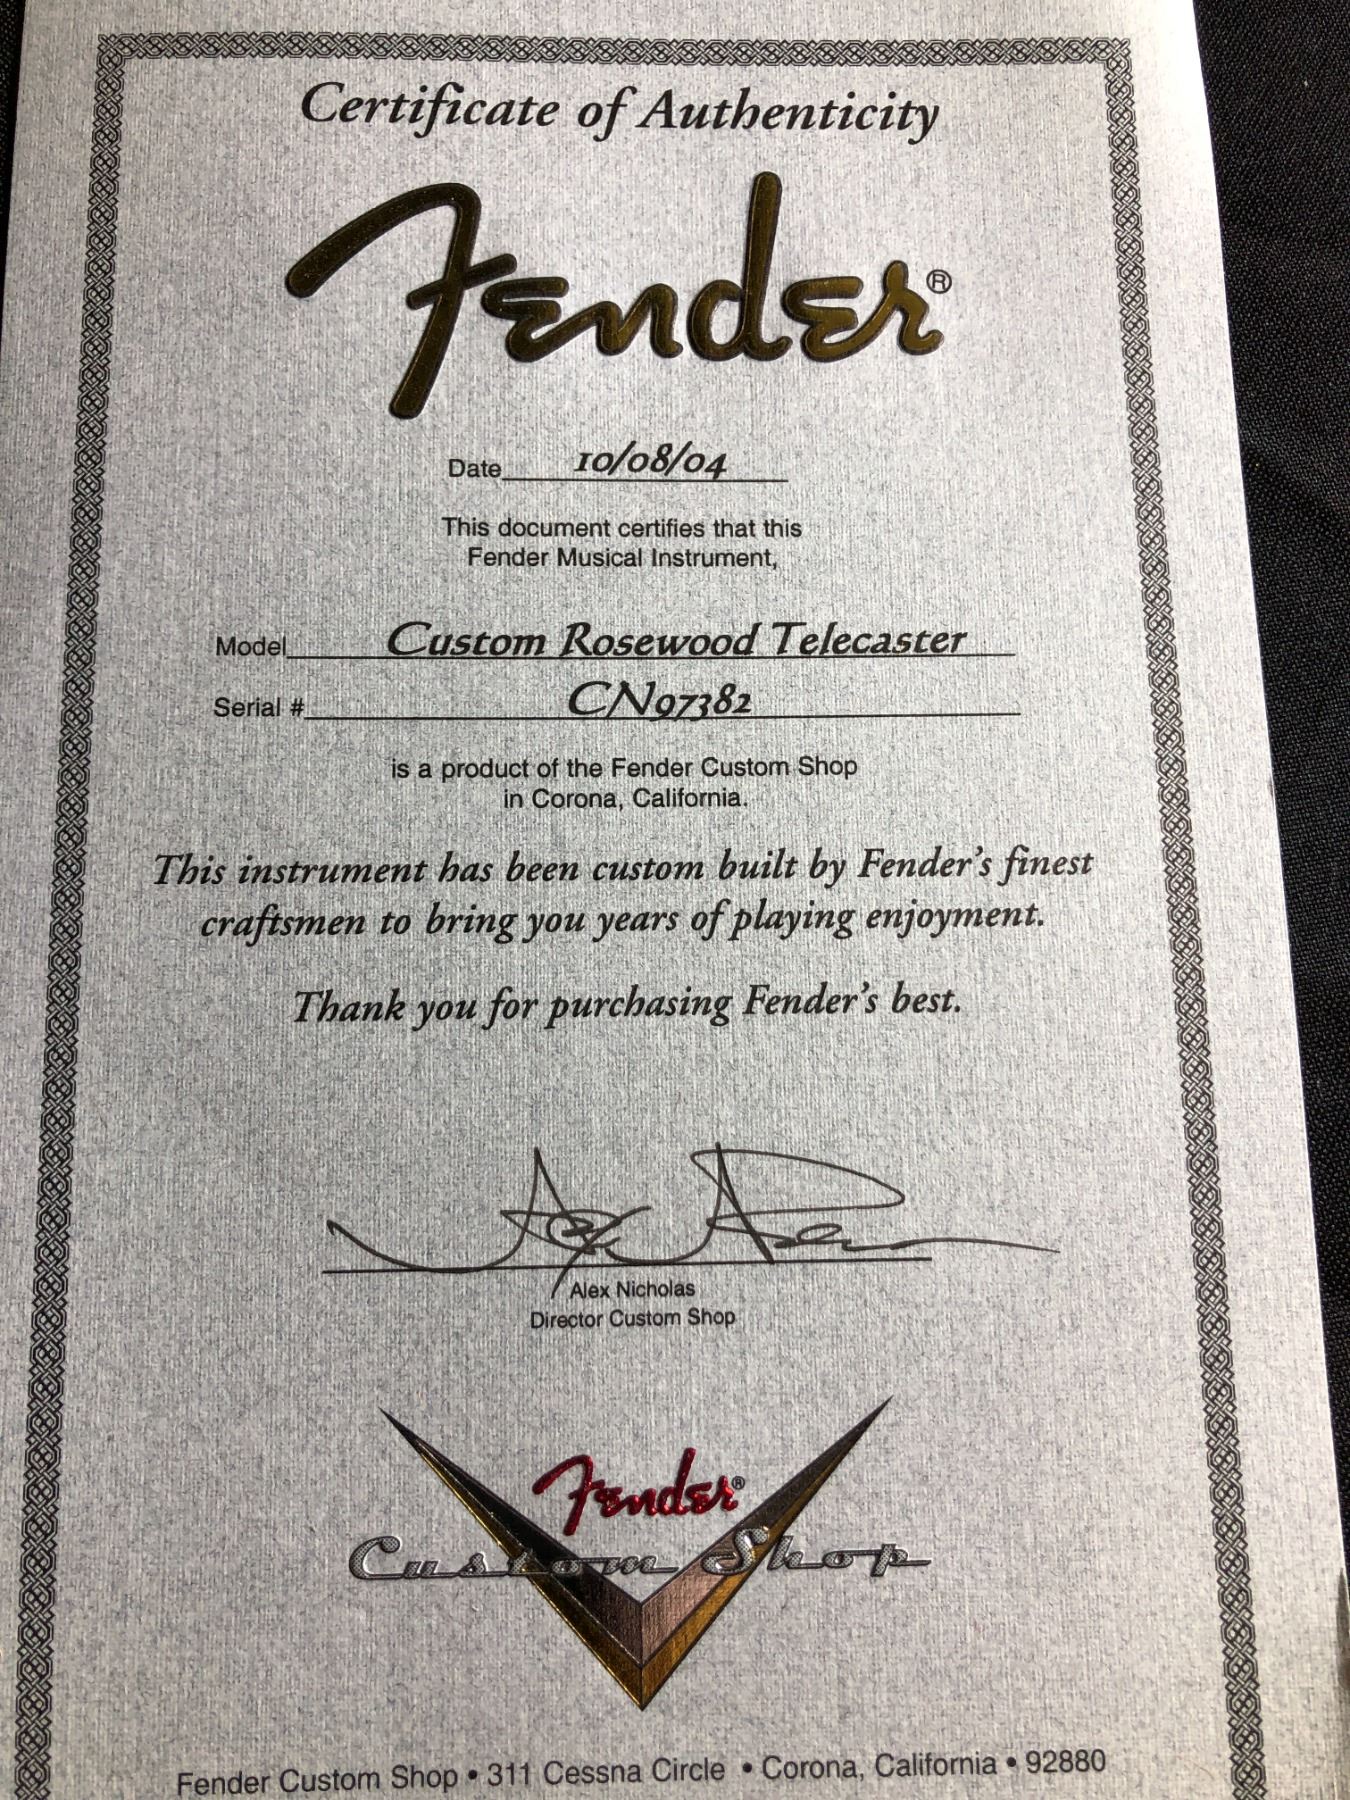 Certificate of Authenticity
Fender®
Date 10/08/04
This document certifies that this
Fender Musical Instrument,
Model Custom Rosewood Telecaster
Serial # CN97382
is a product of the Fender Custom Shop
in Corona, California.
This instrument has been custom built by Fender's finest
craftsmen to bring you years of playing enjoyment.
Thank you for purchasing Fender's best.
Alex Nicholas
Director Custom Shop
Fender®
Custom Shop
Fender Custom Shop • 311 Cessna Circle • Corona, California • 92880